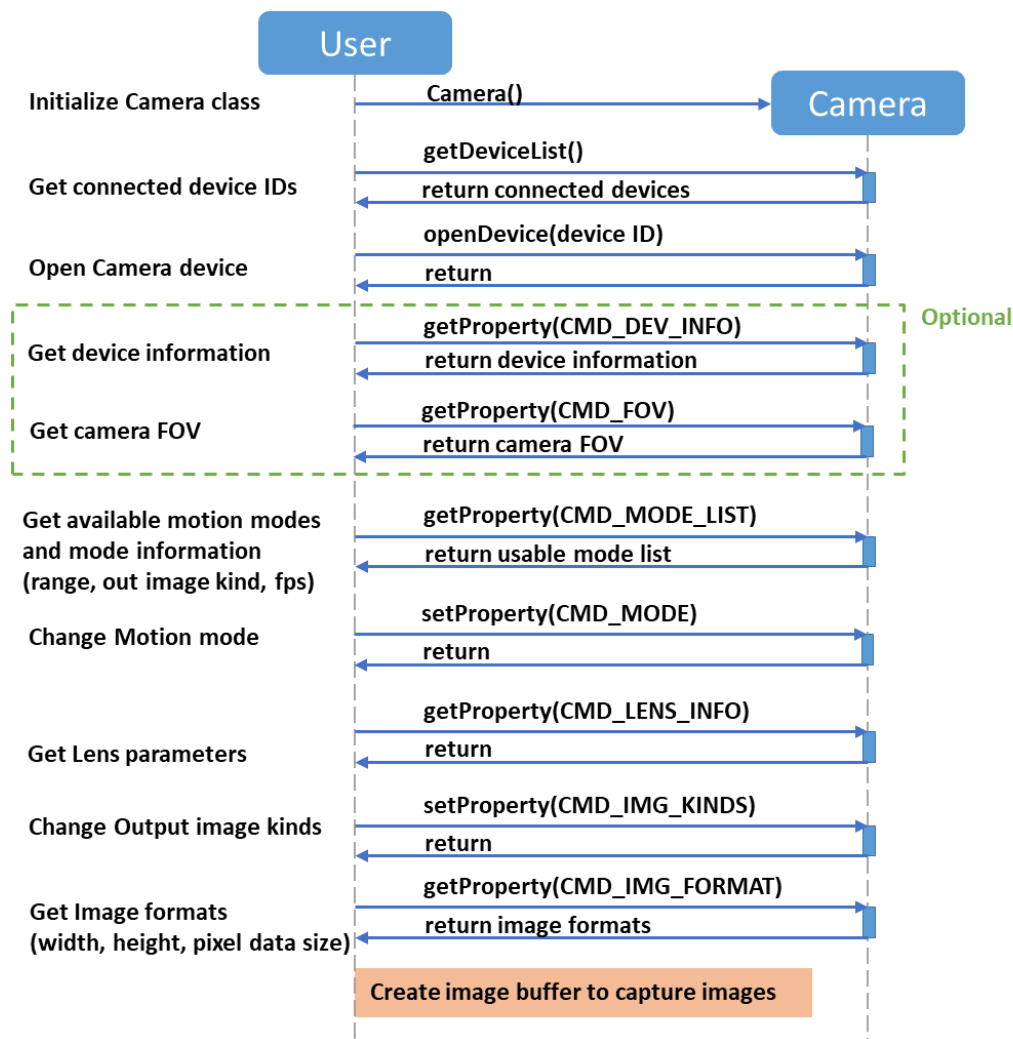 User
Initialize Camera class
Camera()
Camera
getDeviceList()
Get connected device IDs
return connected devices
openDevice(device ID)
Open Camera device
return
Optional
getProperty(CMD_DEV_INFO)
Get device information
return device information
getProperty(CMD_FOV)
Get camera FOV
return camera FOV
Get available motion modes
and mode information
(range, out image kind, fps)
getProperty(CMD_MODE_LIST)
return usable mode list
setProperty(CMD_MODE)
Change Motion mode
return
getProperty(CMD_LENS_INFO)
Get Lens parameters
return
setProperty(CMD_IMG_KINDS)
Change Output image kinds
return
getProperty(CMD_IMG_FORMAT)
Get Image formats
(width, height, pixel data size)
return image formats
Create image buffer to capture images